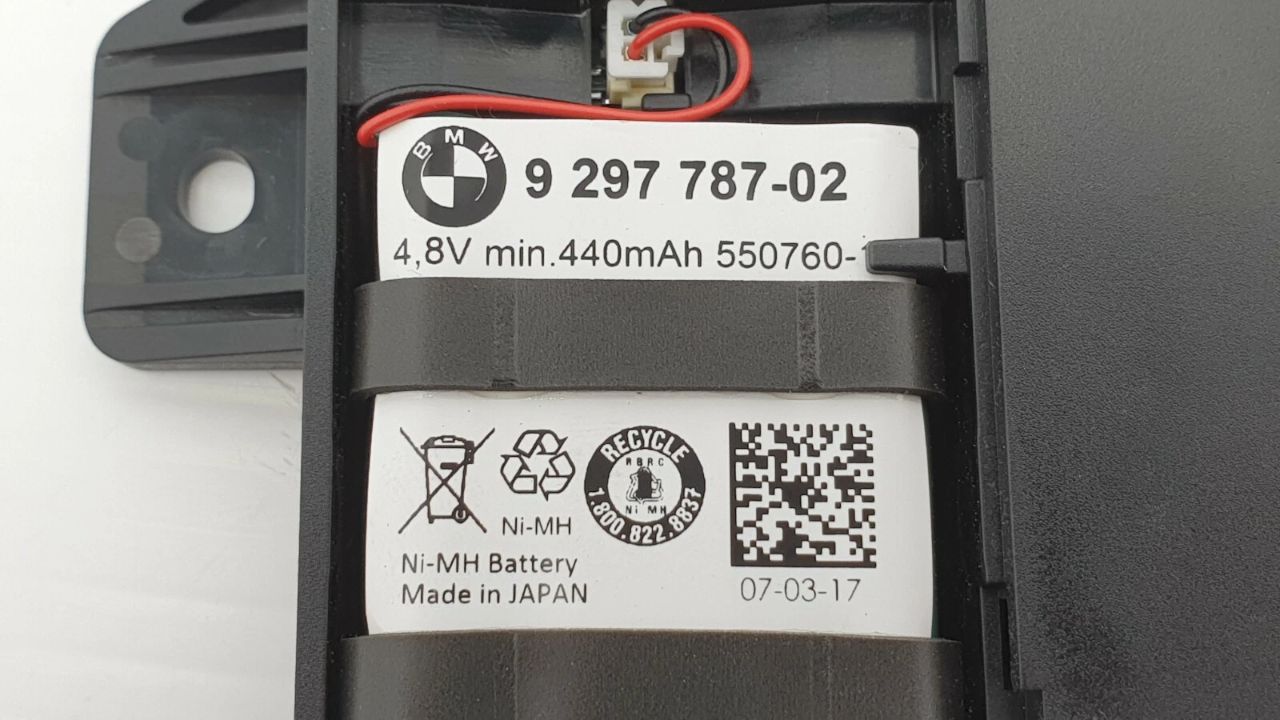 BMW
9 297 787-02
4,8V min.440mAh 550760-
RECYCLE
RBRC
Ni MH
1.800.822.8837
Ni-MH
Ni-MH Battery
Made in JAPAN
07-03-17